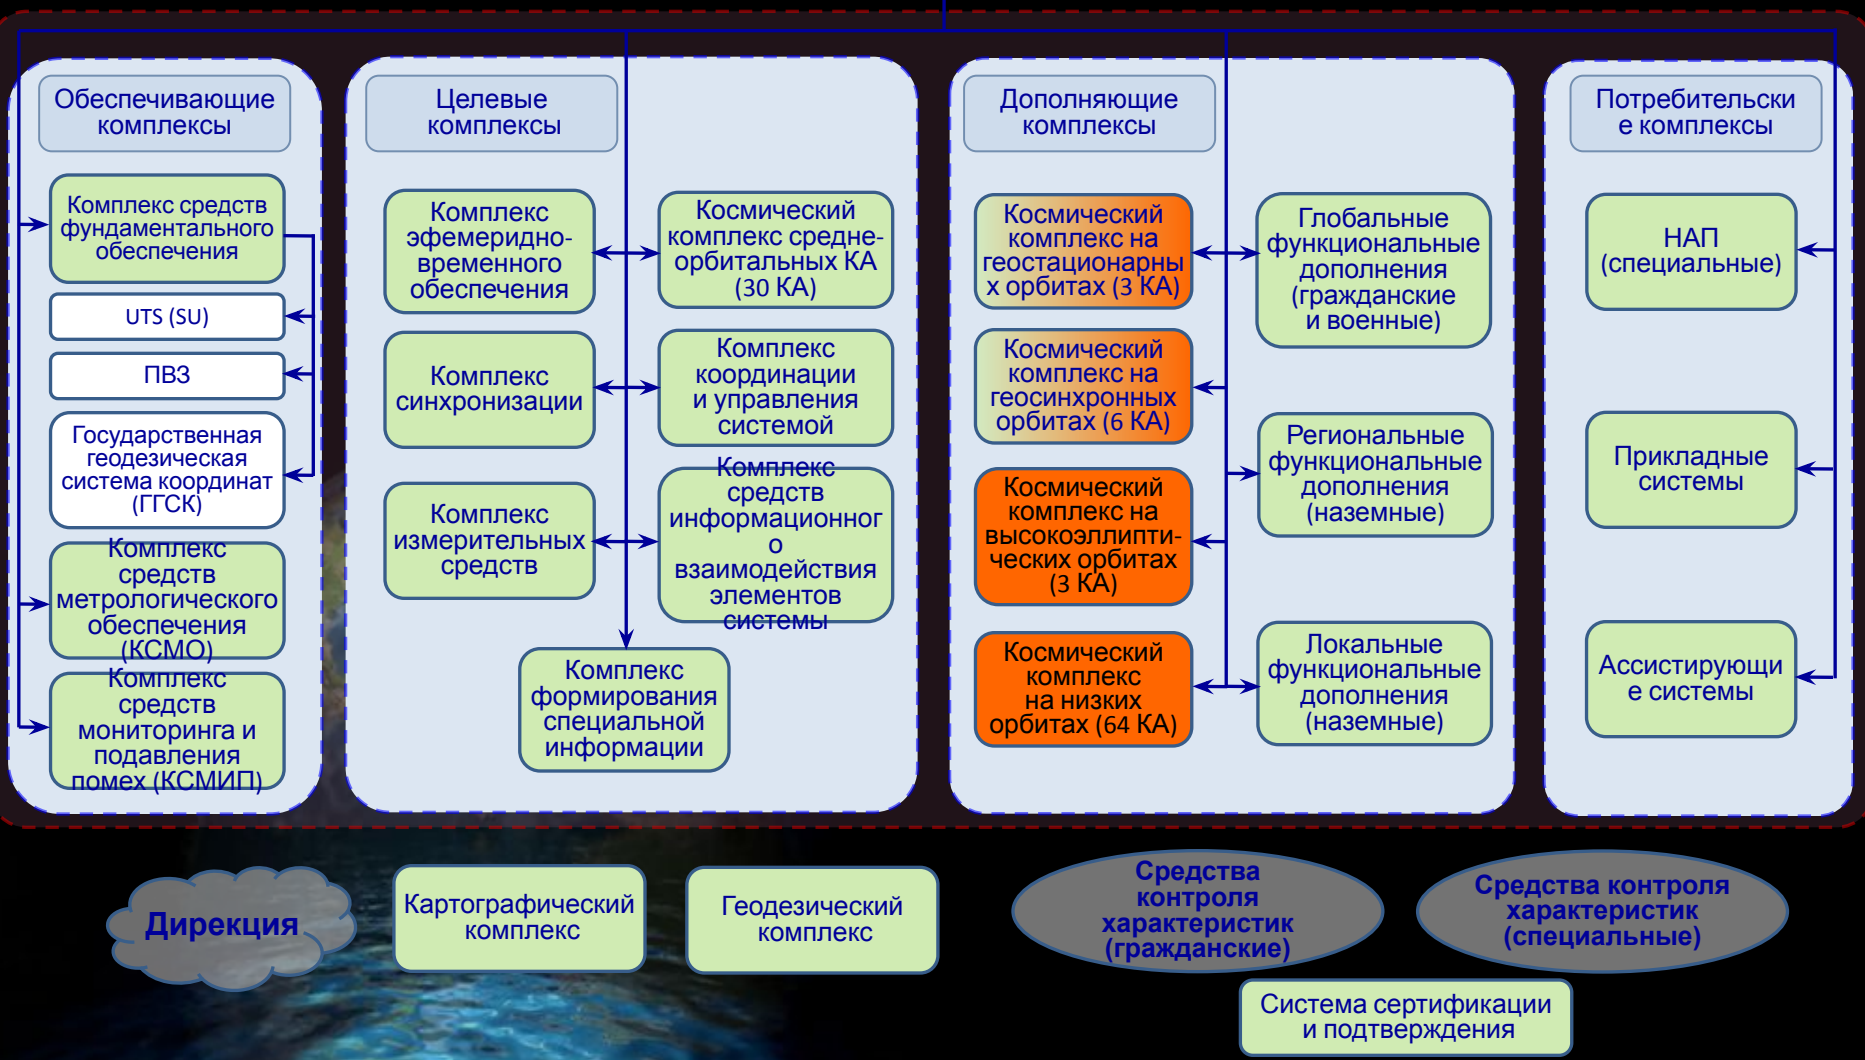 Обеспечивающие
комплексы
Комплекс средств
фундаментального
обеспечения
UTS (SU)
ПВЗ
Государственная
геодезическая
система координат
(ГГСК)
Комплекс
средств
метрологического
обеспечения
(КСМО)
Комплекс
средств
мониторинга и
подавления
помех (КСМИП)
Целевые
комплексы
Комплекс
эфемеридно-
временного
обеспечения
Космический
комплекс средне-
орбитальных КА
(30 КА)
Комплекс
синхронизации
Комплекс
координации
и управления
системой
Комплекс
измерительных
средств
Комплекс
средств
информационног
о
взаимодействия
элементов
системы
Комплекс
формирования
специальной
информации
Дополняющие
комплексы
Космический
комплекс на
геостационарны
х орбитах (3 КА)
Глобальные
функциональные
дополнения
(гражданские
и военные)
Космический
комплекс на
геосинхронных
орбитах (6 КА)
Региональные
функциональные
дополнения
(наземные)
Космический
комплекс на
высокоэллипти-
ческих орбитах
(3 КА)
Космический
комплекс
на низких
орбитах (64 КА)
Локальные
функциональные
дополнения
(наземные)
Потребительски
е комплексы
НАП
(специальные)
Прикладные
системы
Ассистирующи
е системы
Дирекция
Картографический
комплекс
Геодезический
комплекс
Средства
контроля
характеристик
(гражданские)
Средства контроля
характеристик
(специальные)
Система сертификации
и подтверждения